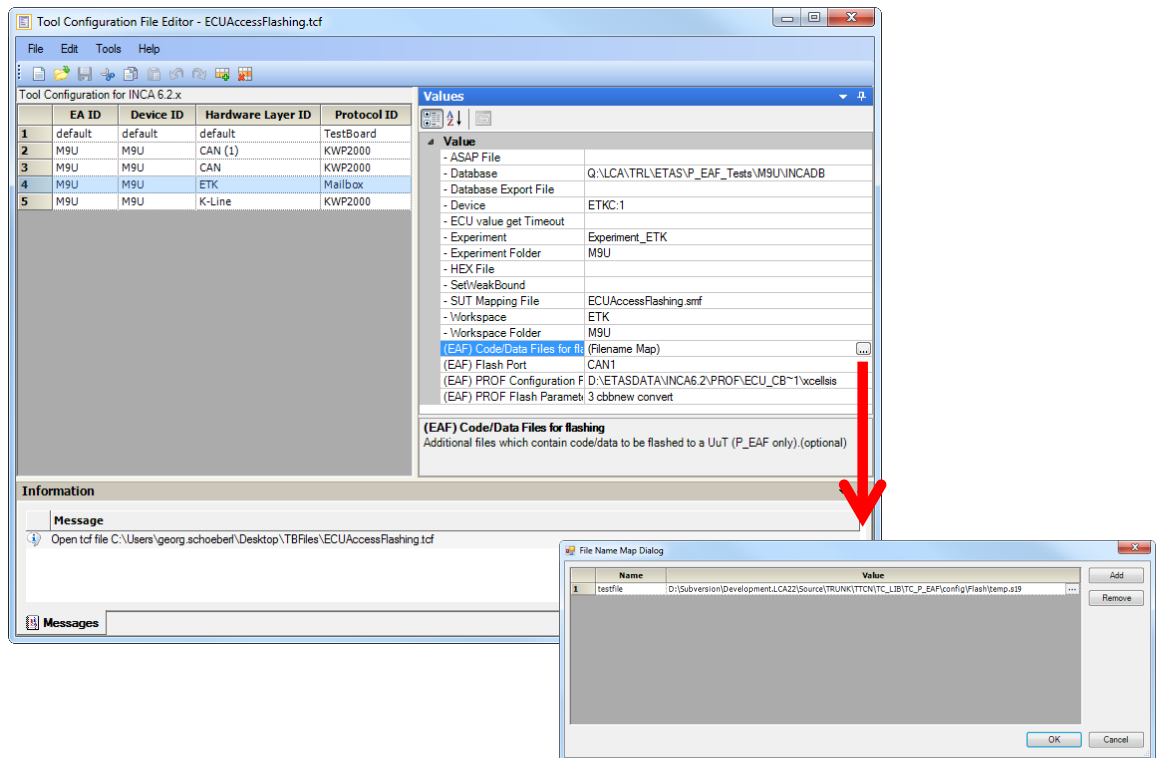 Tool Configuration File Editor - ECUAccessFlashing.tcf
File Edit Tools Help
Tool Configuration for INCA 6.2.x
EA ID Device ID Hardware Layer ID Protocol ID
1 default default default TestBoard
2 M9U M9U CAN (1) KWP2000
3 M9U M9U CAN KWP2000
4 M9U M9U ETK Mailbox
5 M9U M9U K-Line KWP2000
Values
Value
- ASAP File
- Database Q:\LCA\TRL\ETAS\P_EAF_Tests\M9U\INCADB
- Database Export File
- Device ETKC:1
- ECU value get Timeout
- Experiment Experiment_ETK
- Experiment Folder M9U
- HEX File
- SetWeakBound
- SUT Mapping File ECUAccessFlashing.smf
- Workspace ETK
- Workspace Folder M9U
(EAF) Code/Data Files for fla (Filename Map) ...
(EAF) Flash Port CAN1
(EAF) PROF Configuration F D:\ETASDATA\INCA6.2\PROF\ECU_CB~1\xcellsis
(EAF) PROF Flash Paramete 3 cbbnew convert
(EAF) Code/Data Files for flashing
Additional files which contain code/data to be flashed to a UuT (P_EAF only).(optional)
Information
Message
Open tcf file C:\Users\georg.schoeberl\Desktop\TBFiles\ECUAccessFlashing.tcf
Messages
File Name Map Dialog
Name Value
1 testfile D:\Subversion\Development.LCA22\Source\TRUNK\TTCN\TC_LIB\TC_P_EAF\config\Flash\temp.s19 ...
Add
Remove
OK Cancel